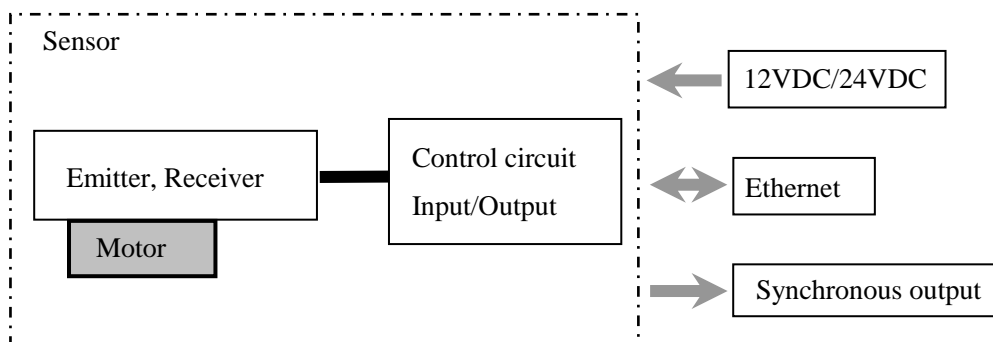 Sensor
12VDC/24VDC
Emitter, Receiver
Control circuit
Input/Output
Ethernet
Motor
Synchronous output